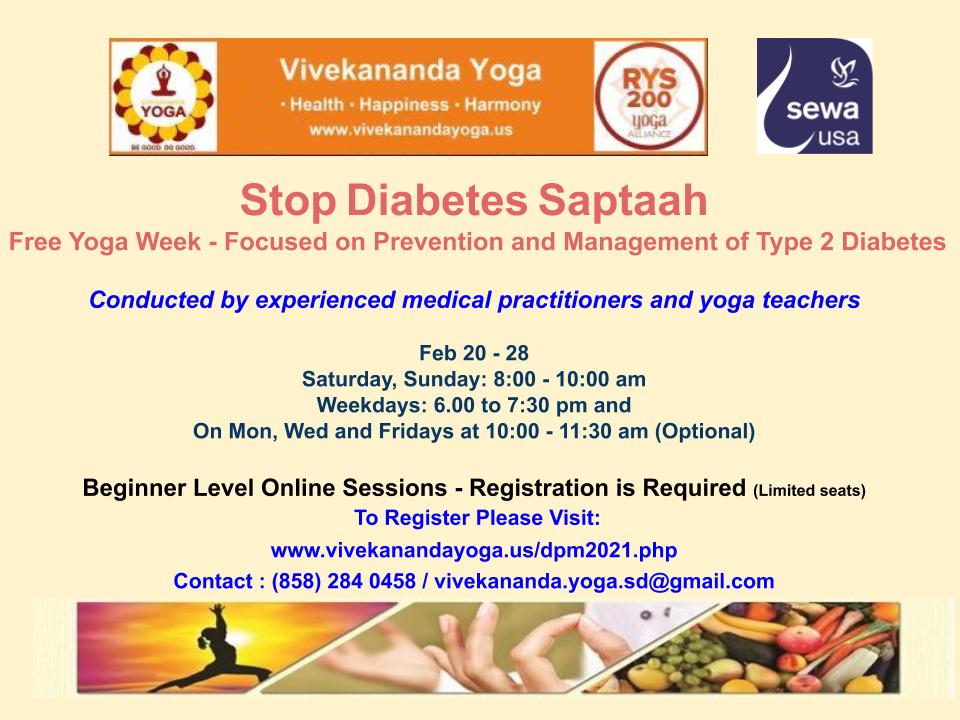 YOGA
BE GOOD. DO GOOD.
Vivekananda Yoga
· Health · Happiness · Harmony
www.vivekanandayoga.us
RYS
200
yoga
ALLIANCE
sewa
usa
Stop Diabetes Saptaah
Free Yoga Week - Focused on Prevention and Management of Type 2 Diabetes
Conducted by experienced medical practitioners and yoga teachers
Feb 20 - 28
Saturday, Sunday: 8:00 - 10:00 am
Weekdays: 6.00 to 7:30 pm and
On Mon, Wed and Fridays at 10:00 - 11:30 am (Optional)
Beginner Level Online Sessions - Registration is Required (Limited seats)
To Register Please Visit:
www.vivekanandayoga.us/dpm2021.php
Contact : (858) 284 0458 / vivekananda.yoga.sd@gmail.com